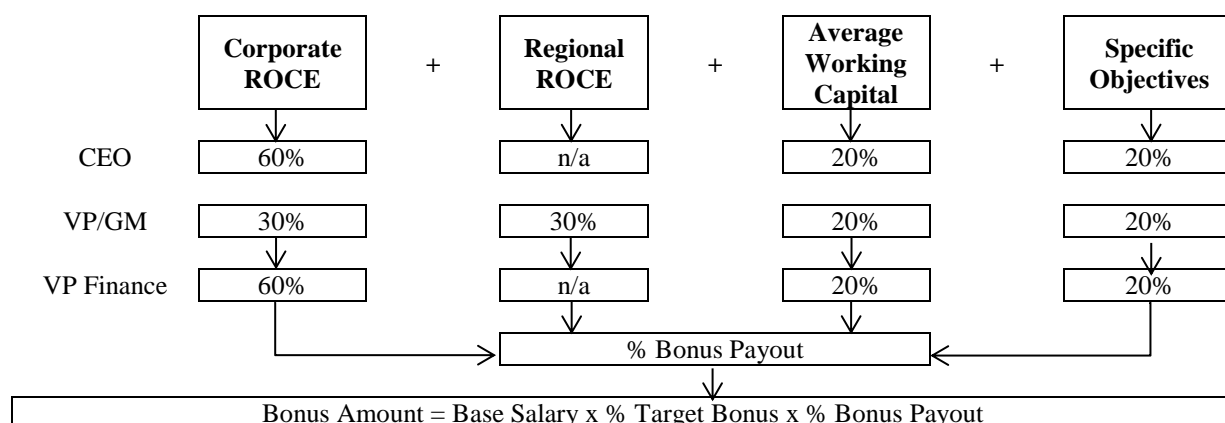 Corporate
ROCE
+
Regional
ROCE
+
Average
Working
Capital
+
Specific
Objectives
CEO
60%
n/a
20%
20%
VP/GM
30%
30%
20%
20%
VP Finance
60%
n/a
20%
20%
% Bonus Payout
Bonus Amount = Base Salary x % Target Bonus x % Bonus Payout